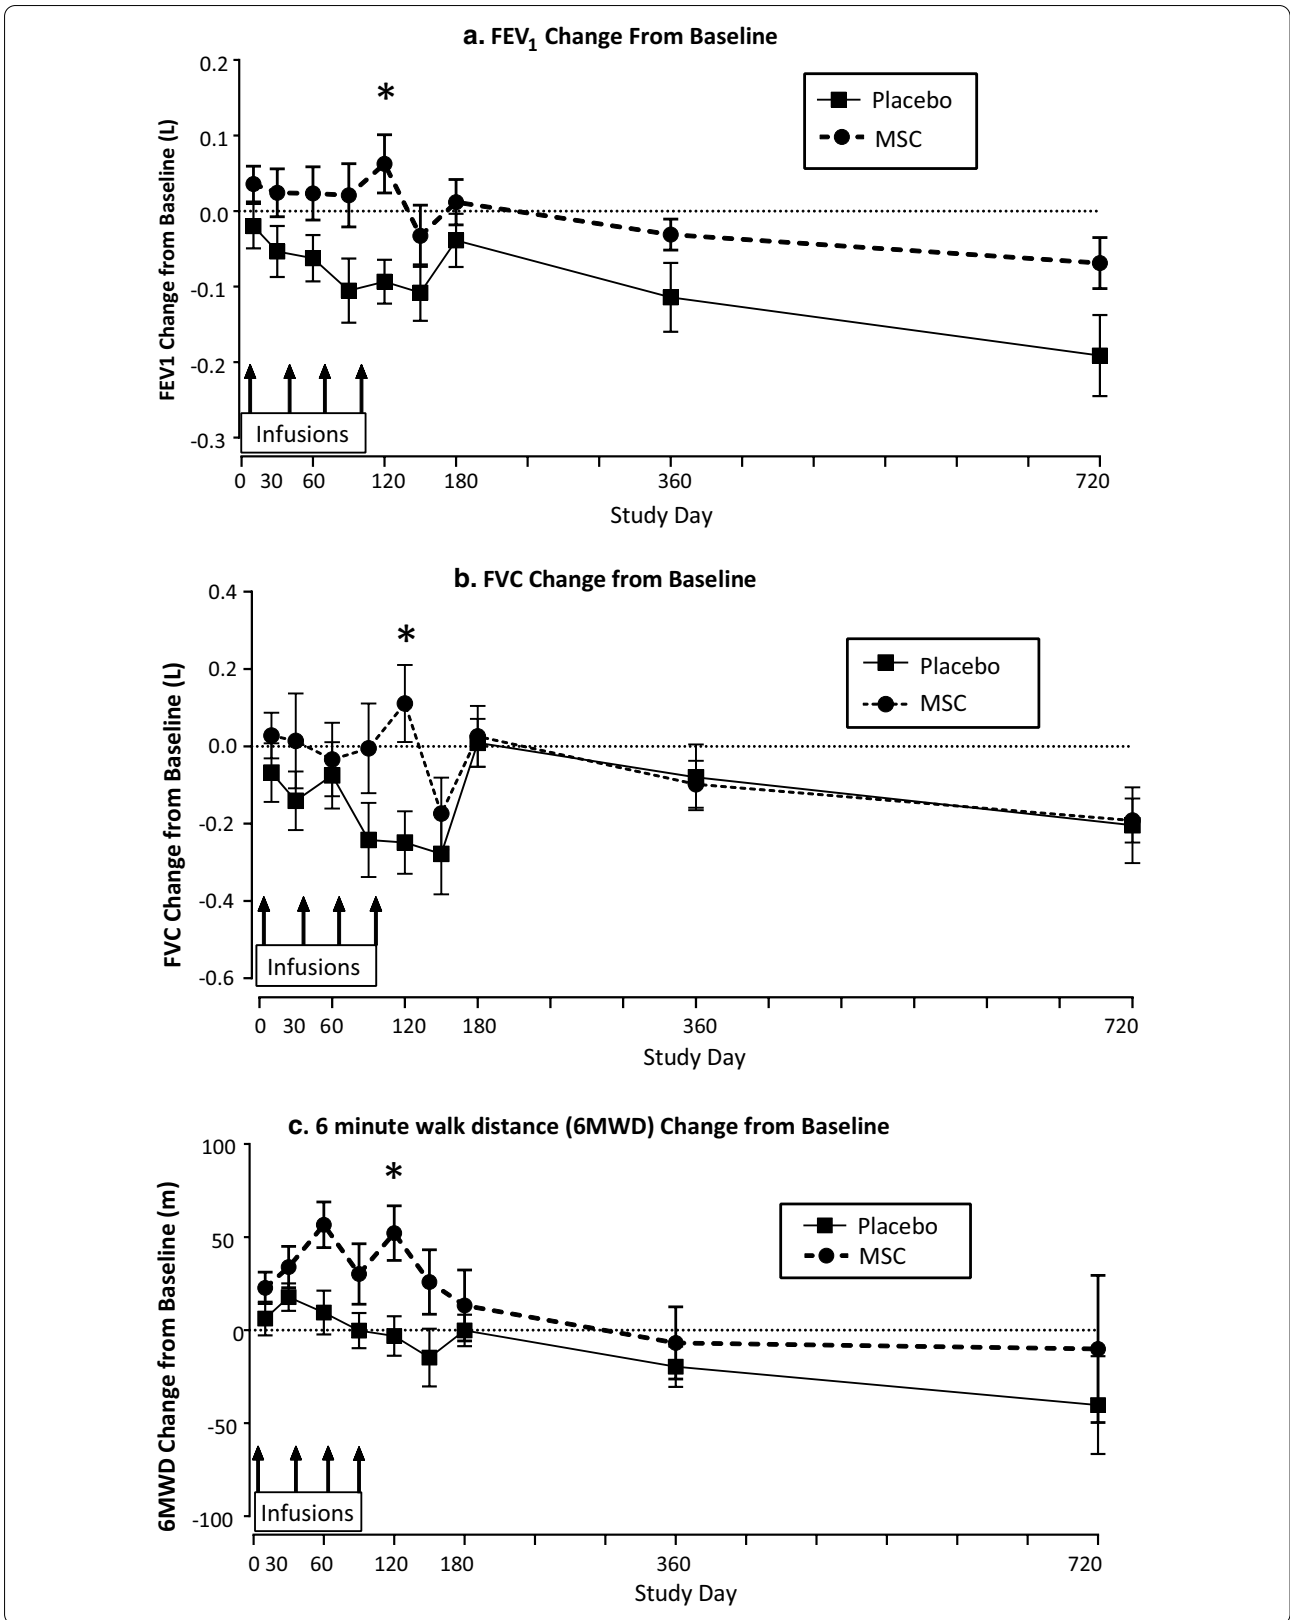 a. FEV1 Change From Baseline
FEV1 Change from Baseline (L)
0.2
0.1
0.0
-0.1
-0.2
-0.3
*
Placebo
MSC
Infusions
0 30 60 120 180 360 720
Study Day
b. FVC Change from Baseline
FVC Change from Baseline (L)
0.4
0.2
0.0
-0.2
-0.4
-0.6
*
Placebo
MSC
Infusions
0 30 60 120 180 360 720
Study Day
c. 6 minute walk distance (6MWD) Change from Baseline
6MWD Change from Baseline (m)
100
50
0
-50
-100
*
Placebo
MSC
Infusions
0 30 60 120 180 360 720
Study Day